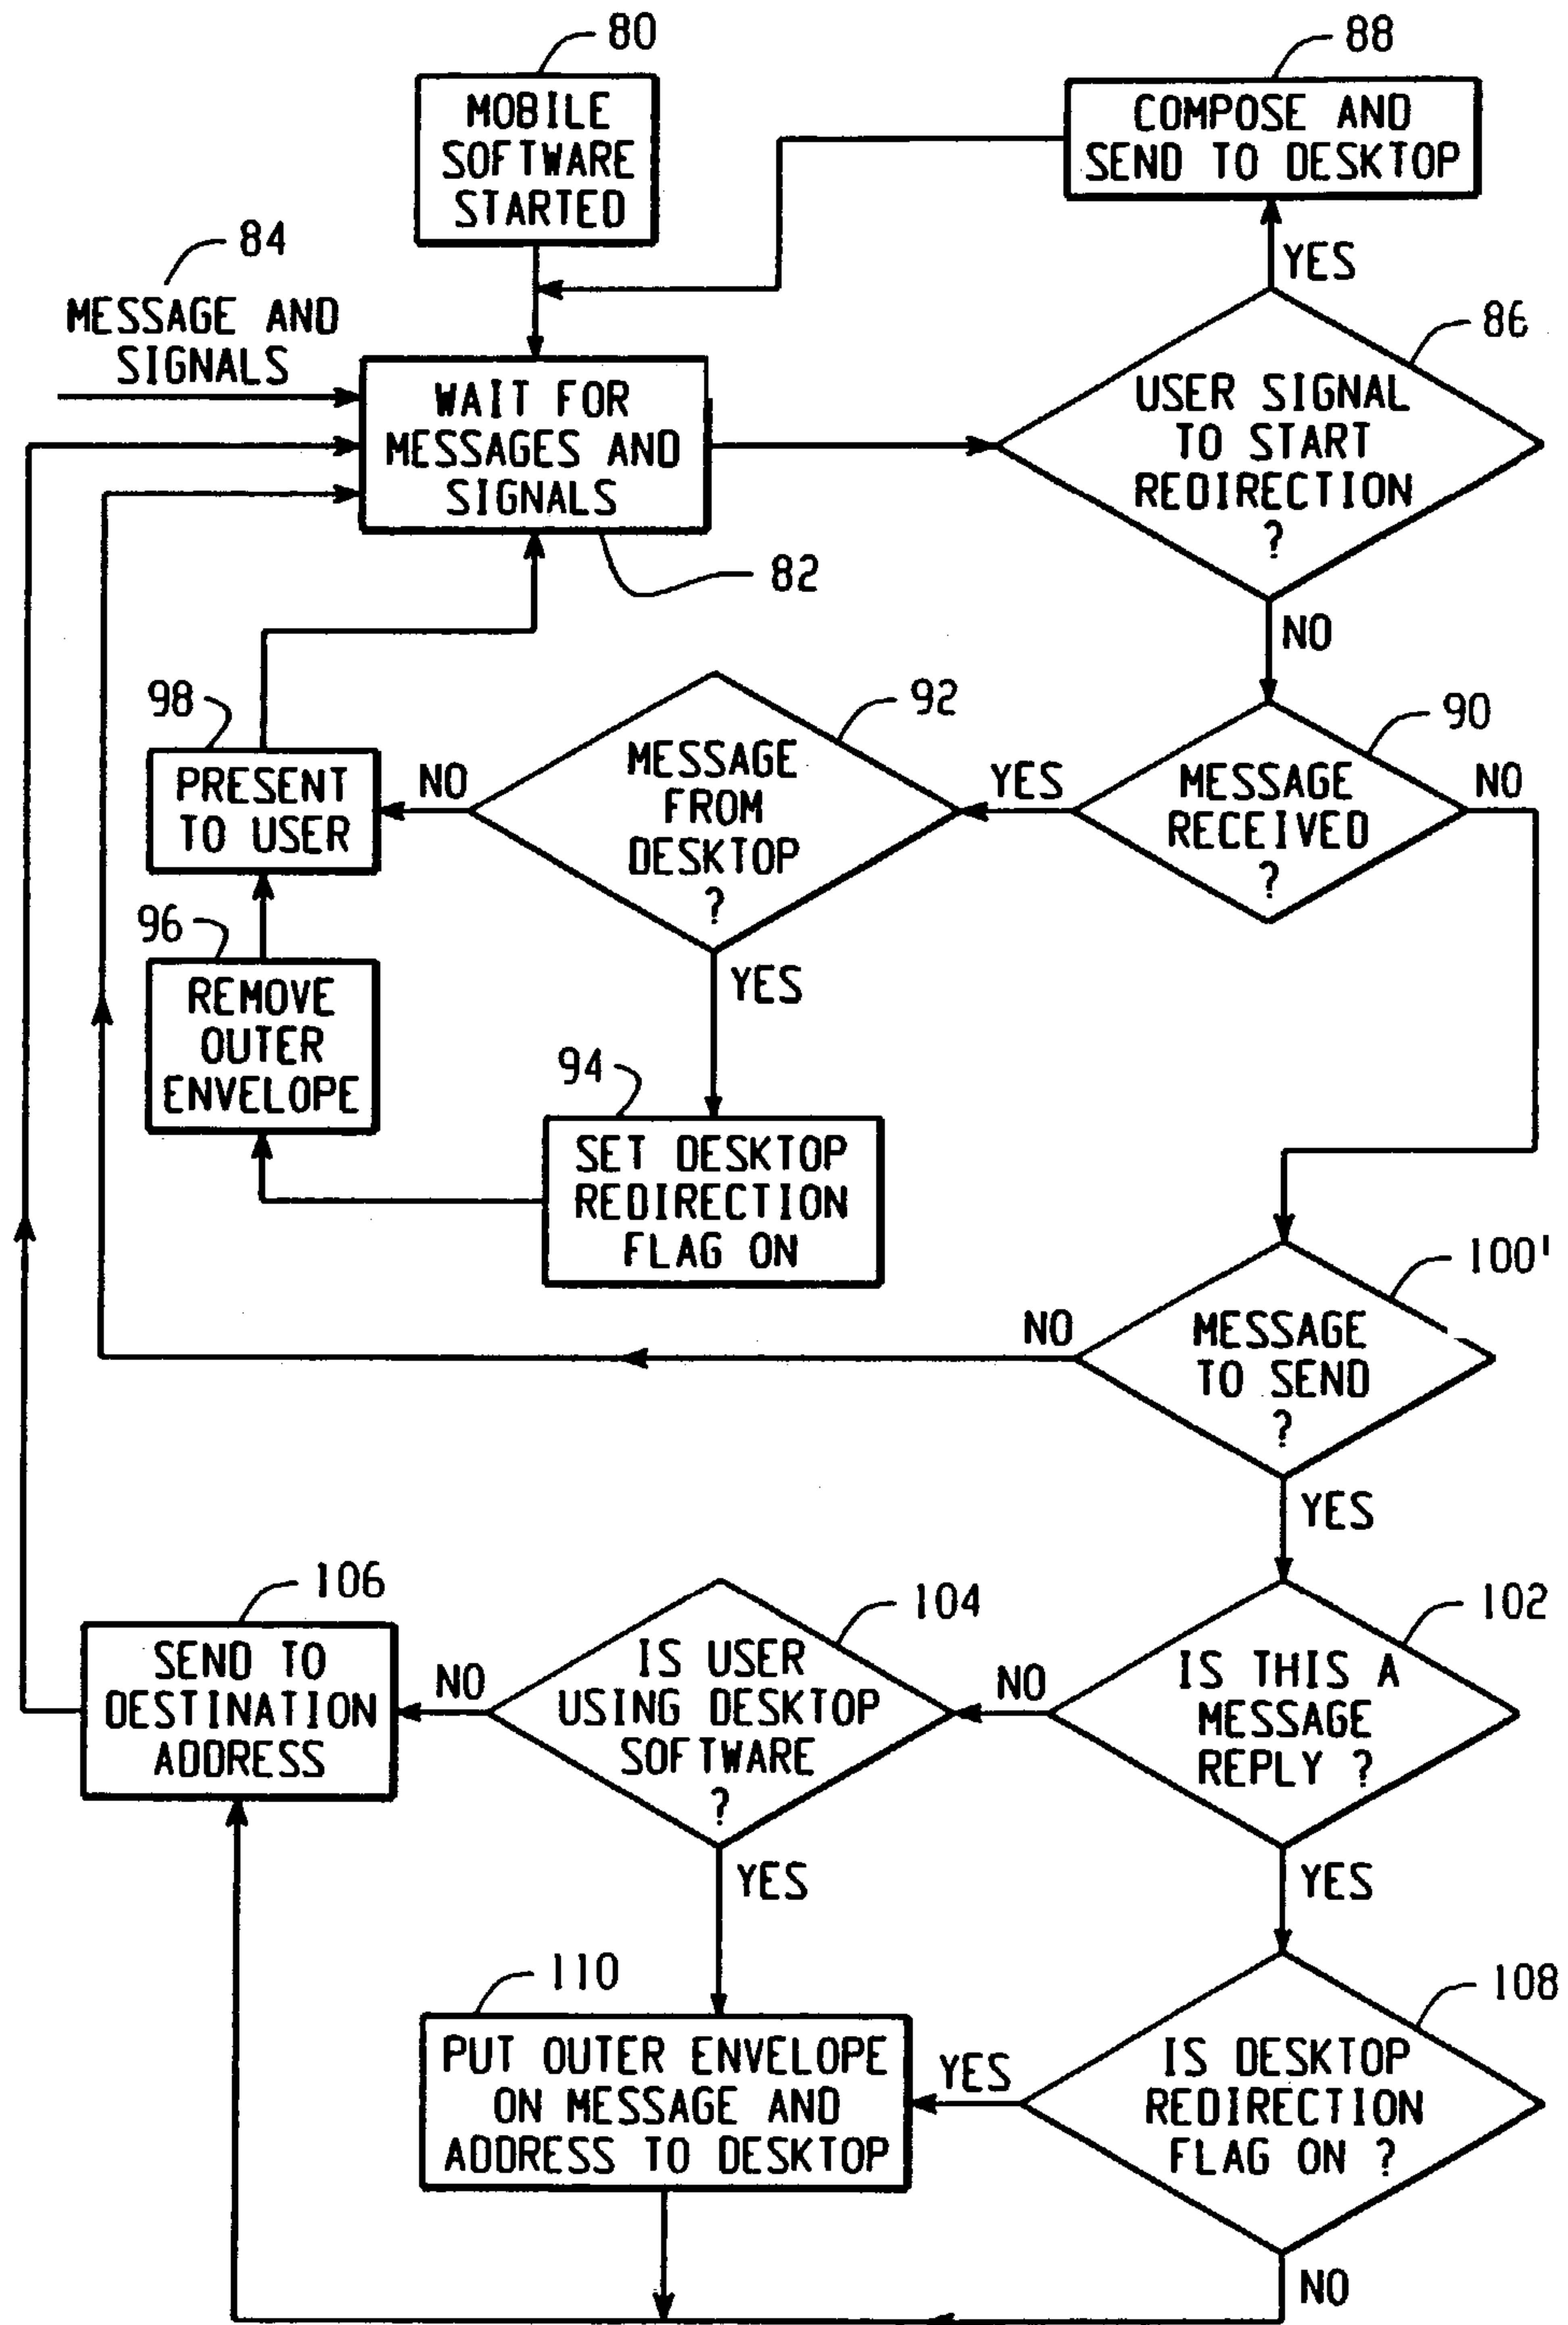 80
MOBILE
SOFTWARE
STARTED
88
COMPOSE AND
SEND TO DESKTOP
YES
84
MESSAGE AND
SIGNALS
86
USER SIGNAL
TO START
REDIRECTION
?
WAIT FOR
MESSAGES AND
SIGNALS
82
NO
98
PRESENT
TO USER
NO
92
MESSAGE
FROM
DESKTOP
?
YES
90
MESSAGE
RECEIVED
?
NO
96
REMOVE
OUTER
ENVELOPE
YES
94
SET DESKTOP
REDIRECTION
FLAG ON
100'
MESSAGE
TO SEND
?
NO
YES
106
SEND TO
DESTINATION
ADDRESS
NO
104
IS USER
USING DESKTOP
SOFTWARE
?
NO
102
IS THIS A
MESSAGE
REPLY ?
YES
YES
110
PUT OUTER ENVELOPE
ON MESSAGE AND
ADDRESS TO DESKTOP
YES
108
IS DESKTOP
REDIRECTION
FLAG ON ?
NO